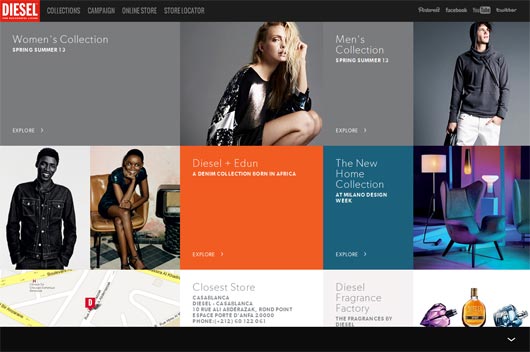 DIESEL
FOR SUCCESSFUL LIVING
COLLECTIONS CAMPAIGN ONLINE STORE STORE LOCATOR
Pinterest facebook YouTube twitter
Women's Collection
SPRING SUMMER 13
EXPLORE
Men's
Collection
SPRING SUMMER 13
EXPLORE
Diesel + Edun
A DENIM COLLECTION BORN IN AFRICA
EXPLORE
The New
Home
Collection
AT MILANO DESIGN
WEEK
EXPLORE
Closest Store
CASABLANCA
DIESEL - CASABLANCA
10 RUE ALI ABDERAZAK, ROND POINT
ESPACE PORTE D'ANFA 20000
PHONE:(+212)
Diesel
Fragrance
Factory
THE FRAGRANCES BY
DIESEL